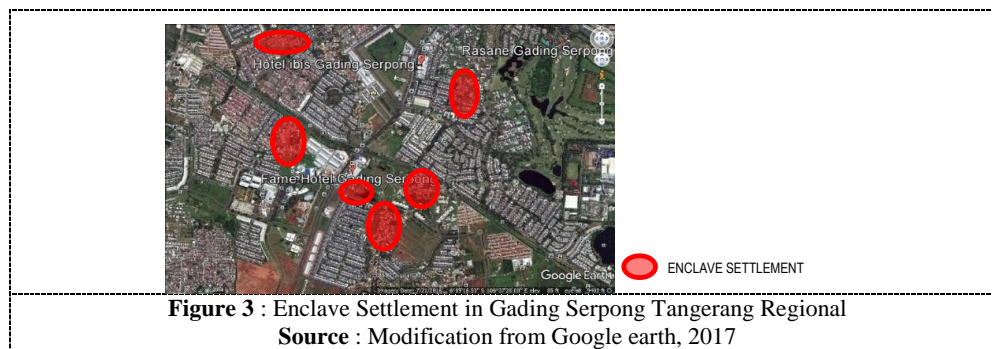 Hotel ibis Gading Serpong
Rasane Gading Serpong
Fame Hotel Gading Serpong
Google Earth
ENCLAVE SETTLEMENT
Figure 3 : Enclave Settlement in Gading Serpong Tangerang Regional
Source : Modification from Google earth, 2017